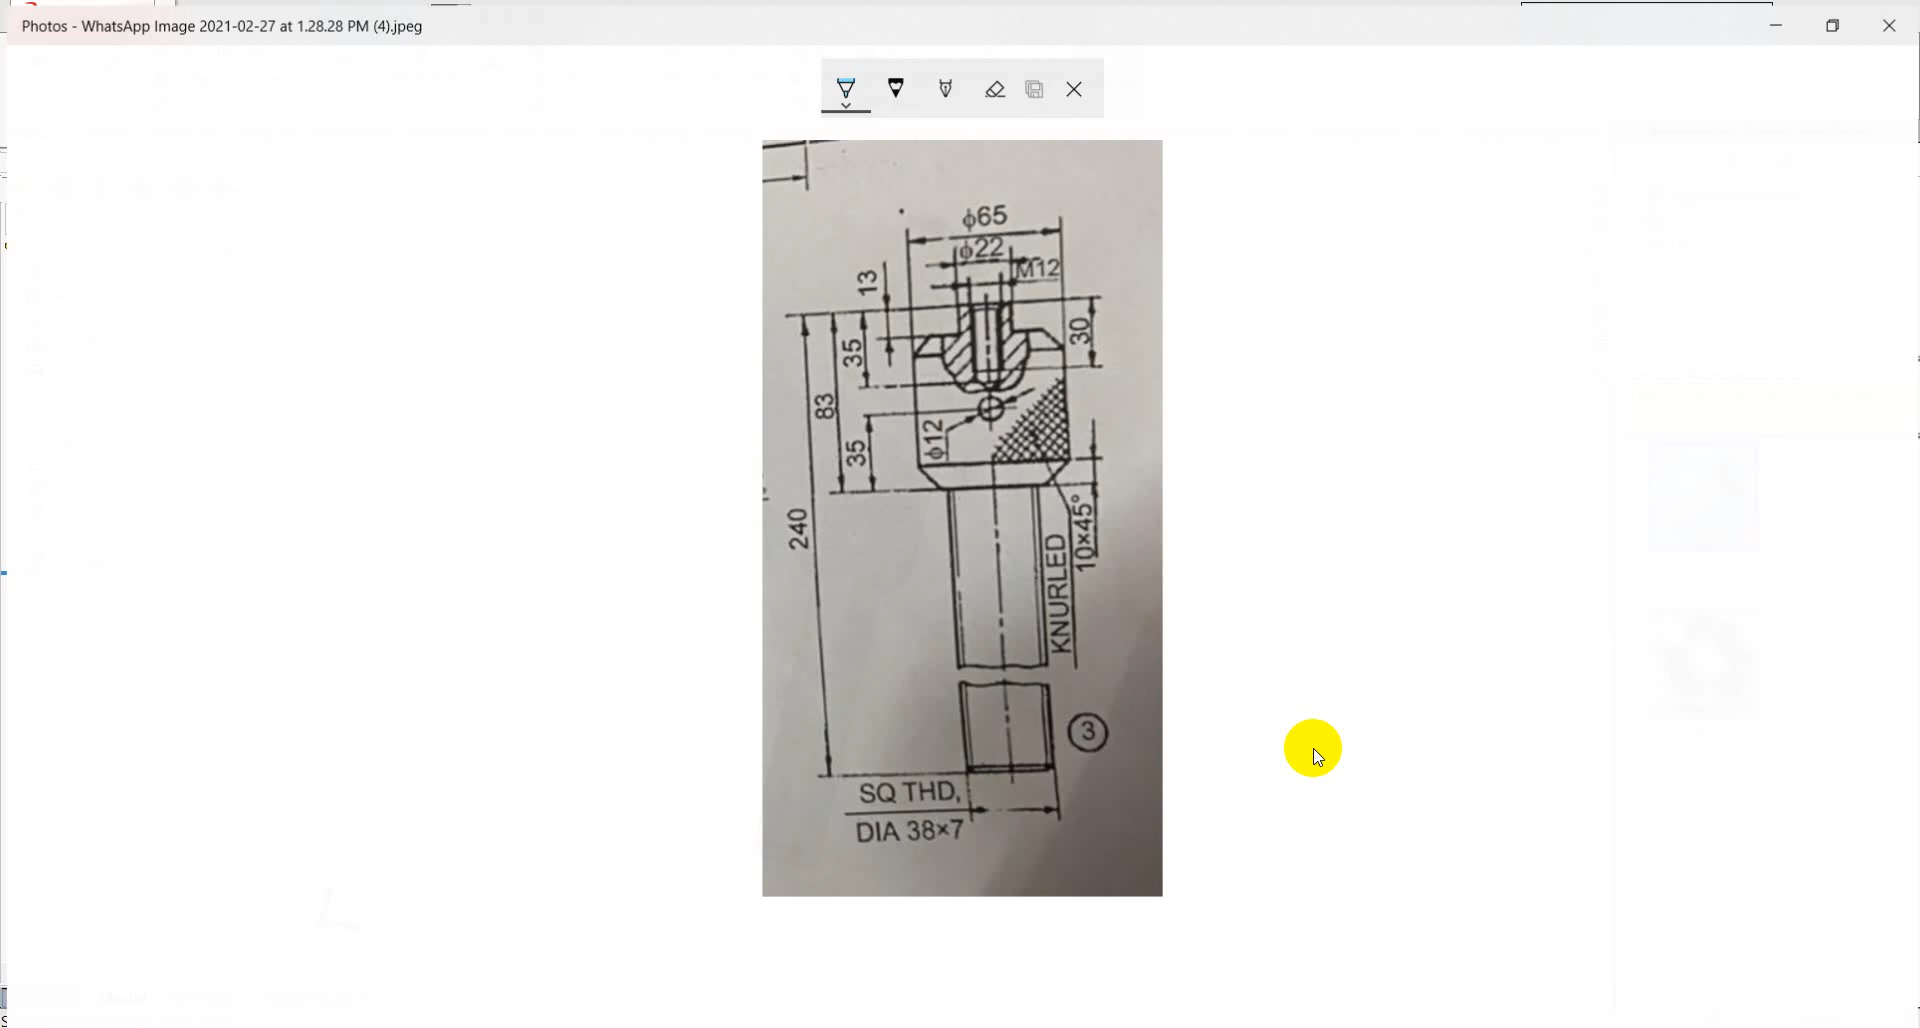 Photos - WhatsApp Image 2021-02-27 at 1.28.28 PM (4).jpeg
ϕ65
ϕ22
M12
13
30
35
83
ϕ12
35
240
10×45°
KNURLED
3
SQ THD,
DIA 38×7